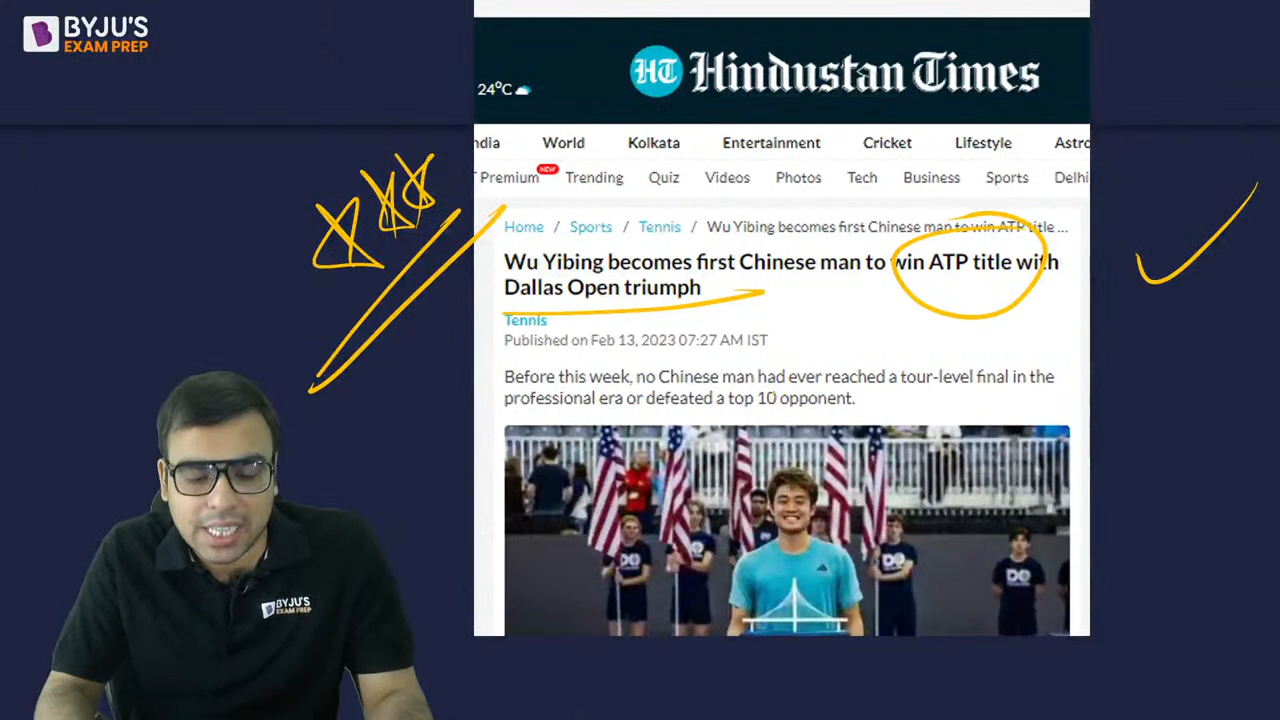 BYJU'S
EXAM PREP
HT Hindustan Times
24°C
ndia World Kolkata Entertainment Cricket Lifestyle Astro
T Premium NEW Trending Quiz Videos Photos Tech Business Sports Delhi
Home / Sports / Tennis / Wu Yibing becomes first Chinese man to win ATP title ...
Wu Yibing becomes first Chinese man to win ATP title with
Dallas Open triumph
Tennis
Published on Feb 13, 2023 07:27 AM IST
Before this week, no Chinese man had ever reached a tour-level final in the
professional era or defeated a top 10 opponent.
BYJU'S
EXAM PREP